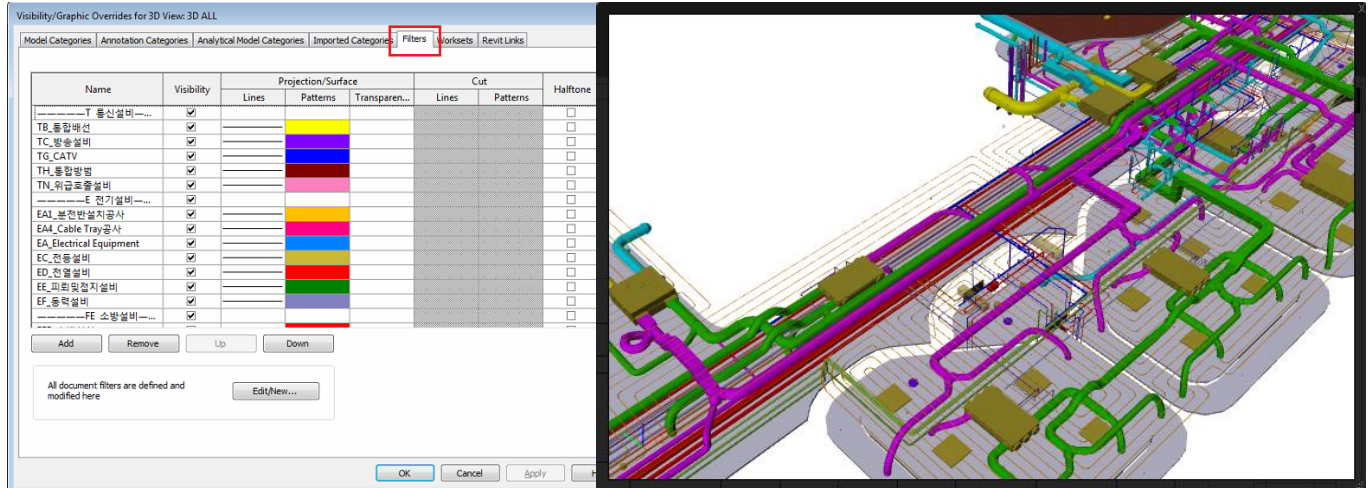 Visibility/Graphic Overrides for 3D View: 3D ALL
Model Categories Annotation Categories Analytical Model Categories Imported Categories Filters Worksets Revit Links
Name Visibility Projection/Surface Cut Halftone
Lines Patterns Transparen... Lines Patterns
—————T 통신설비—...
TB_통합배선
TC_방송설비
TG_CATV
TH_통합방범
TN_위급호출설비
—————E 전기설비—...
EA1_분전반설치공사
EA4_Cable Tray공사
EA_Electrical Equipment
EC_전등설비
ED_전열설비
EE_피뢰및접지설비
EF_동력설비
—————FE 소방설비—...
Add Remove Up Down
All document filters are defined and
modified here
Edit/New...
OK Cancel Apply